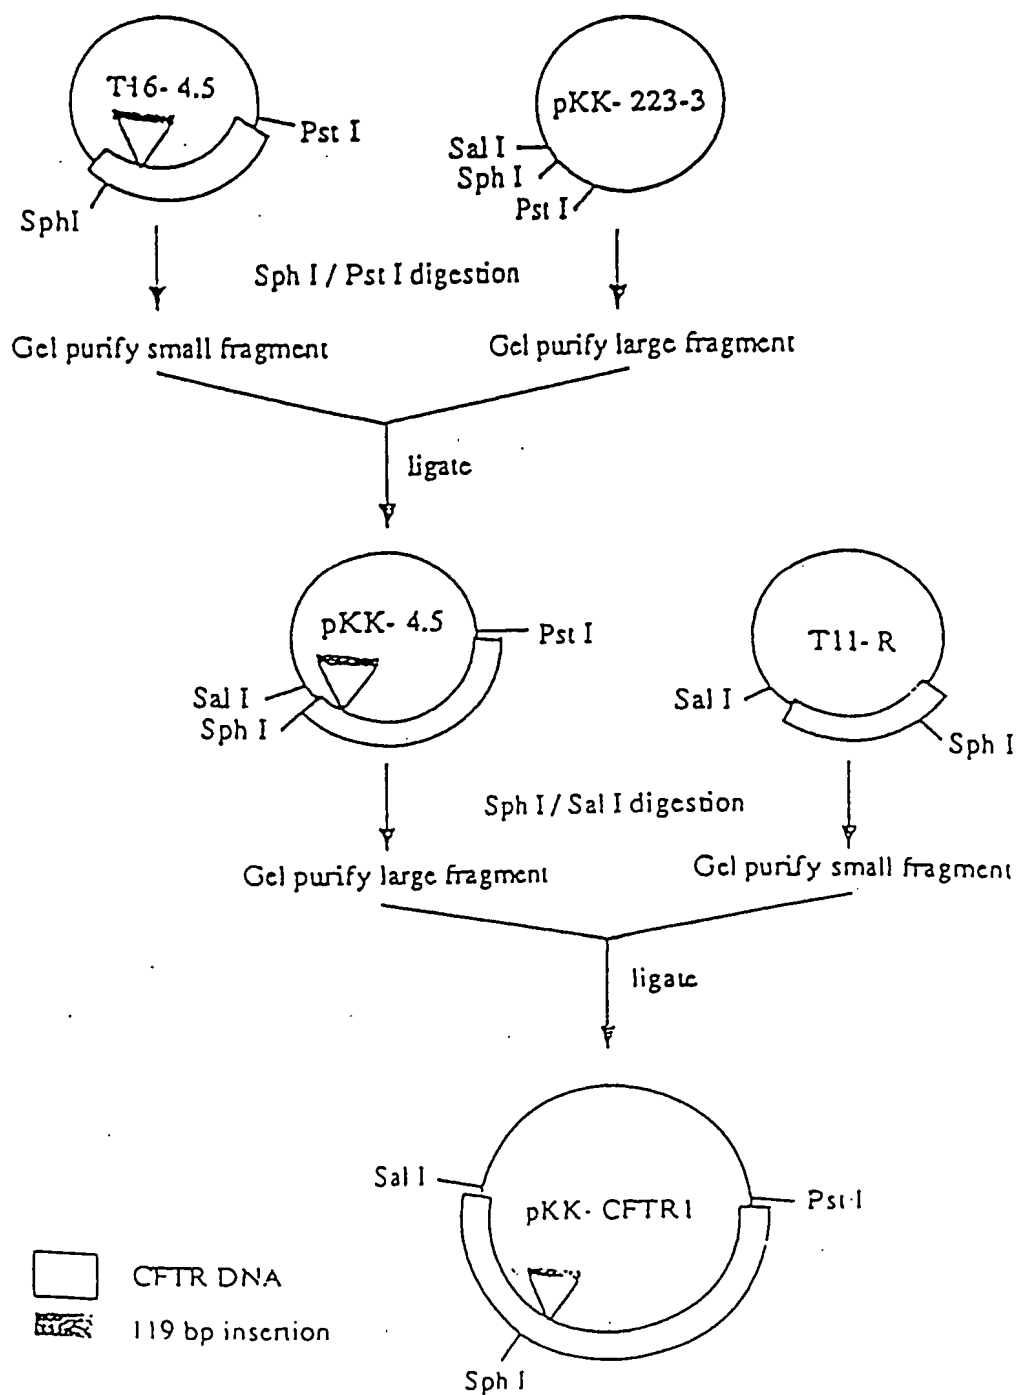 T16-4.5
Pst I
SphI
pKK-223-3
Sal I
Sph I
Pst I
Sph I / Pst I digestion
Gel purify small fragment
Gel purify large fragment
ligate
pKK-4.5
Pst I
Sal I
Sph I
T11-R
Sal I
Sph I
Sph I / Sal I digestion
Gel purify large fragment
Gel purify small fragment
ligate
Sal I
pKK-CFTR1
Pst I
Sph I
CFTR DNA
119 bp insertion